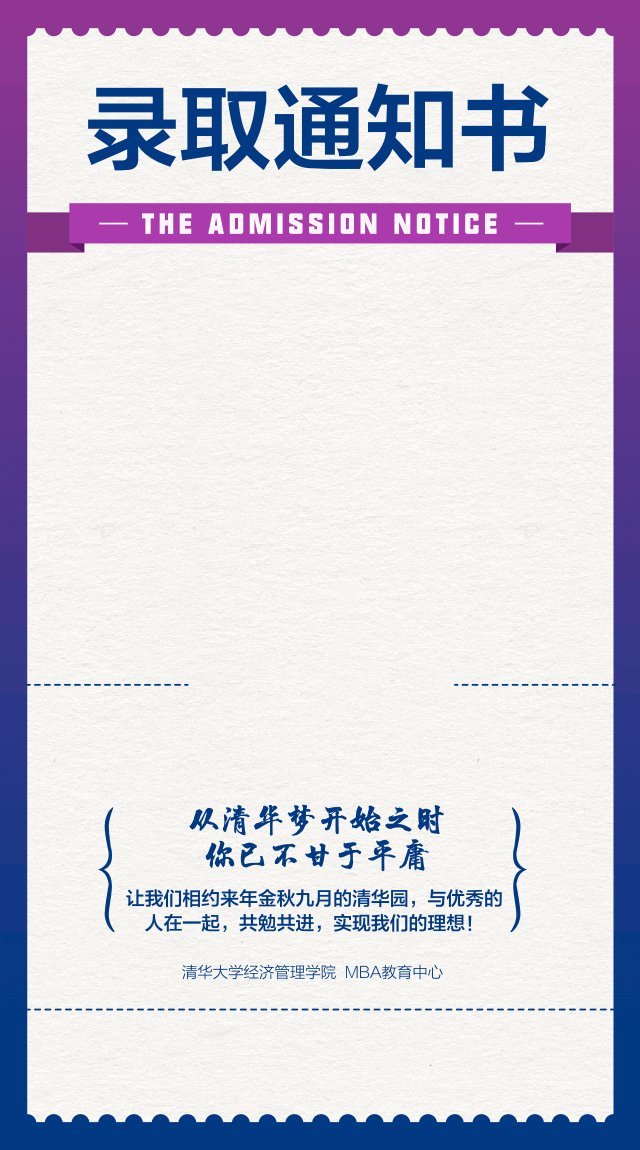 录取通知书
THE ADMISSION NOTICE
从清华梦开始之时
你已不甘于平庸
让我们相约来年金秋九月的清华园，与优秀的
人在一起，共勉共进，实现我们的理想！
清华大学经济管理学院 MBA教育中心